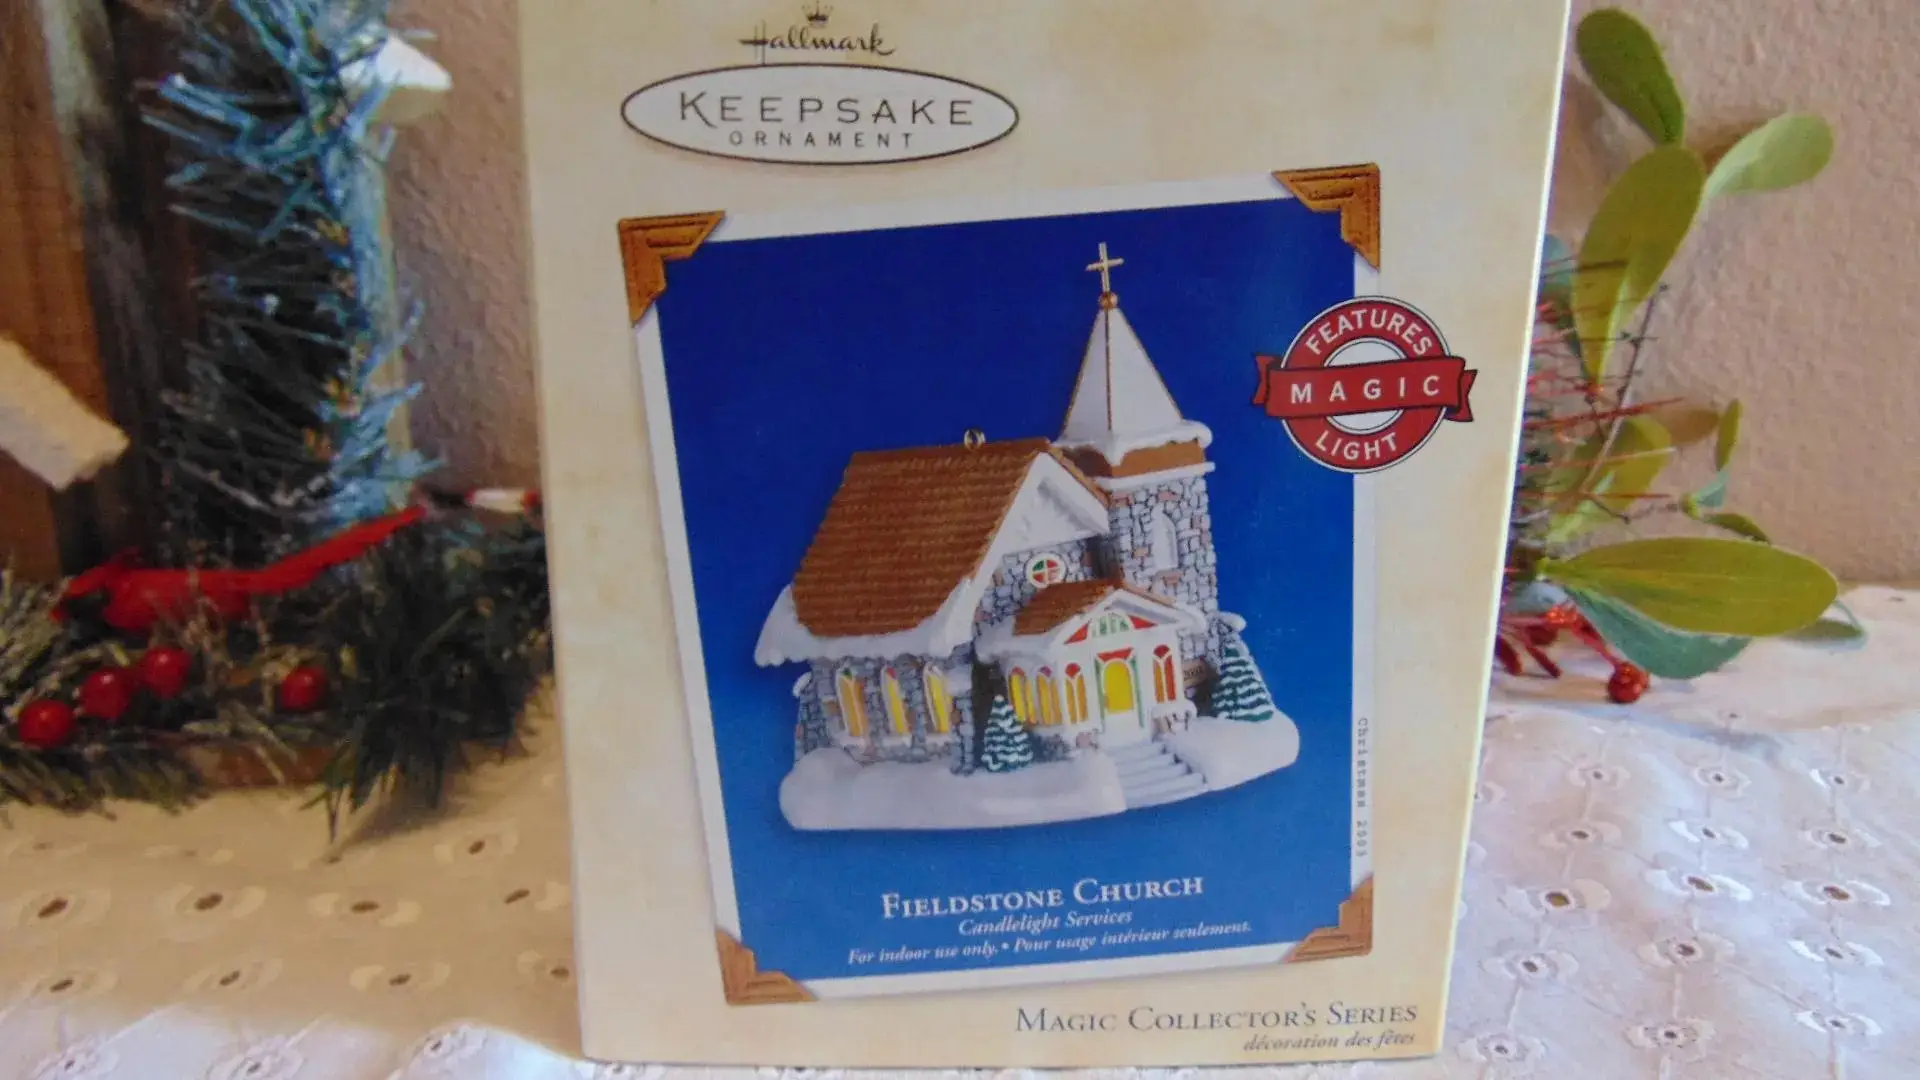 Hallmark
KEEPSAKE
ORNAMENT
FEATURES
MAGIC
LIGHT
Christmas 2003
FIELDSTONE CHURCH
Candlelight Services
For indoor use only. • Pour usage intérieur seulement.
MAGIC COLLECTOR'S SERIES
décoration des fêtes